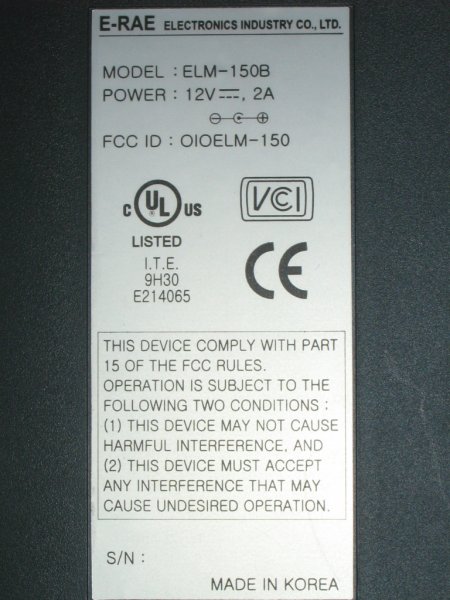 E-RAE ELECTRONICS INDUSTRY CO., LTD.
MODEL : ELM-150B
POWER : 12V⎓, 2A
⊖-C-⊕
FCC ID : OIOELM-150
C UL US
LISTED
I.T.E.
9H30
E214065
VCI
CE
THIS DEVICE COMPLY WITH PART
15 OF THE FCC RULES.
OPERATION IS SUBJECT TO THE
FOLLOWING TWO CONDITIONS :
(1) THIS DEVICE MAY NOT CAUSE
HARMFUL INTERFERENCE, AND
(2) THIS DEVICE MUST ACCEPT
ANY INTERFERENCE THAT MAY
CAUSE UNDESIRED OPERATION.
S/N :
MADE IN KOREA